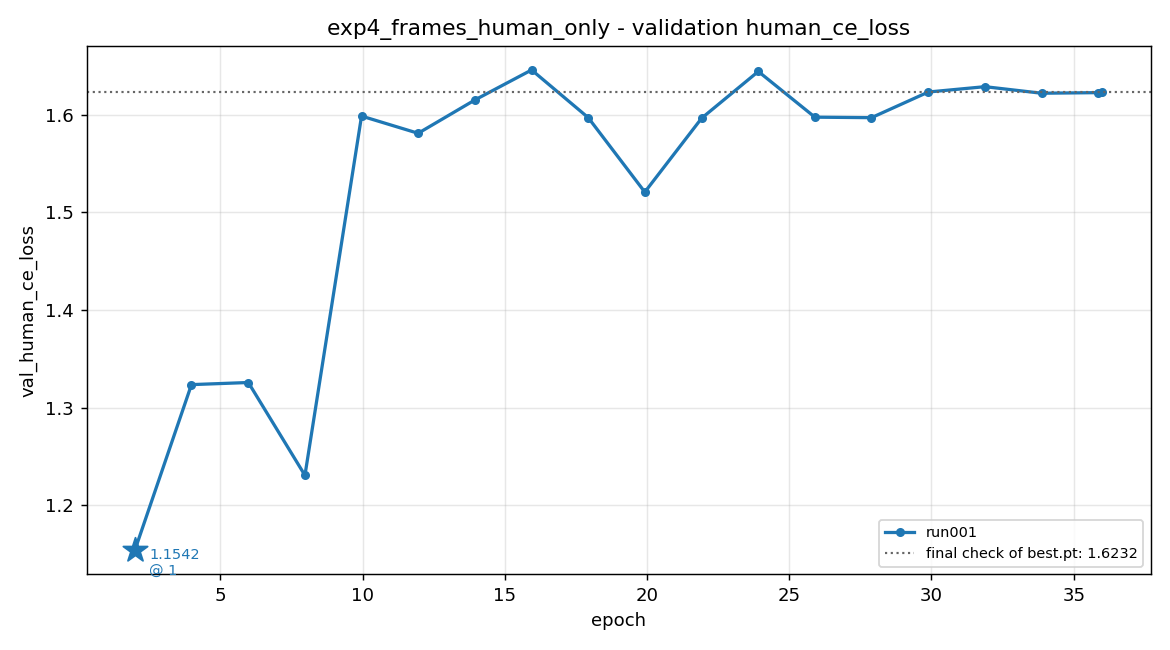 exp4_frames_human_only - validation human_ce_loss
val_human_ce_loss
1.6
1.5
1.4
1.3
1.2
1.1542
@ 1
run001
final check of best.pt: 1.6232
5
10
15
20
25
30
35
epoch